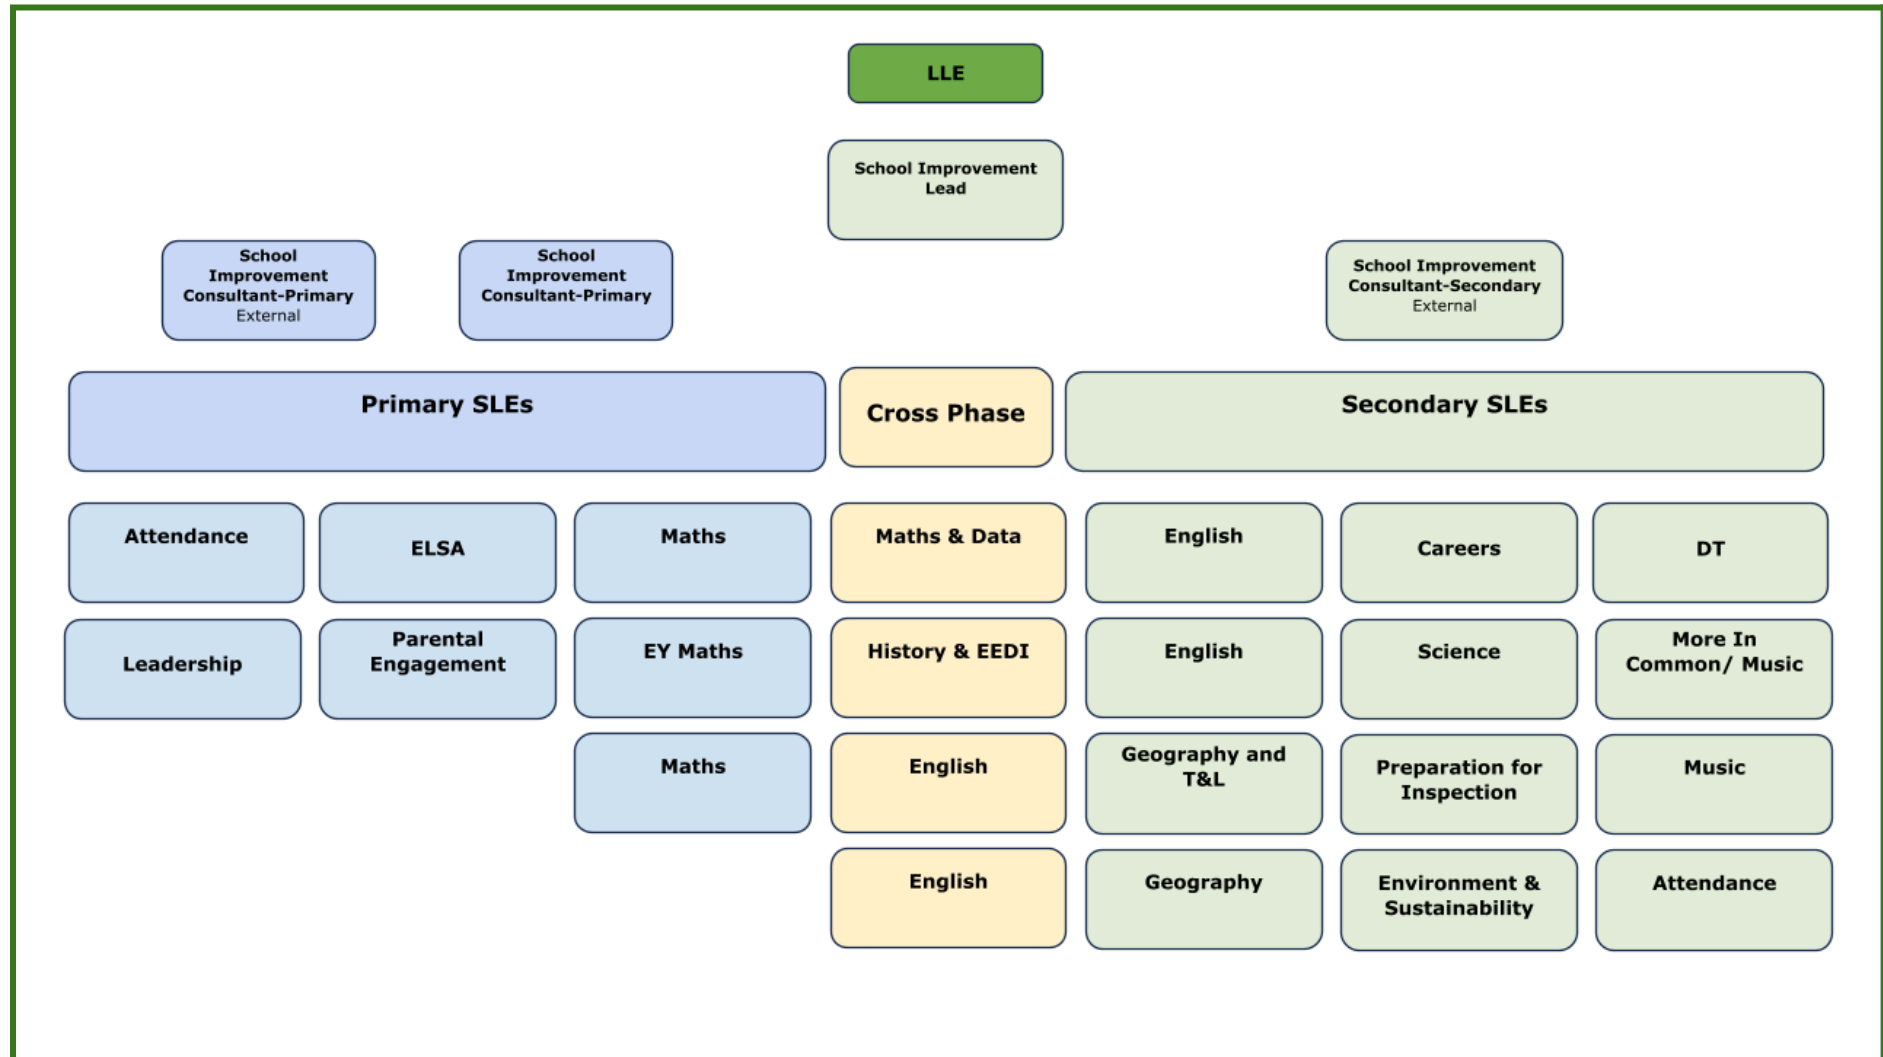 LLE
School Improvement
Lead
School
Improvement
Consultant-Primary
External
School
Improvement
Consultant-Primary
School Improvement
Consultant-Secondary
External
Primary SLEs
Cross Phase
Secondary SLEs
Attendance
ELSA
Maths
Maths & Data
English
Careers
DT
Leadership
Parental
Engagement
EY Maths
History & EEDI
English
Science
More In
Common/ Music
Maths
English
Geography and
T&L
Preparation for
Inspection
Music
English
Geography
Environment &
Sustainability
Attendance